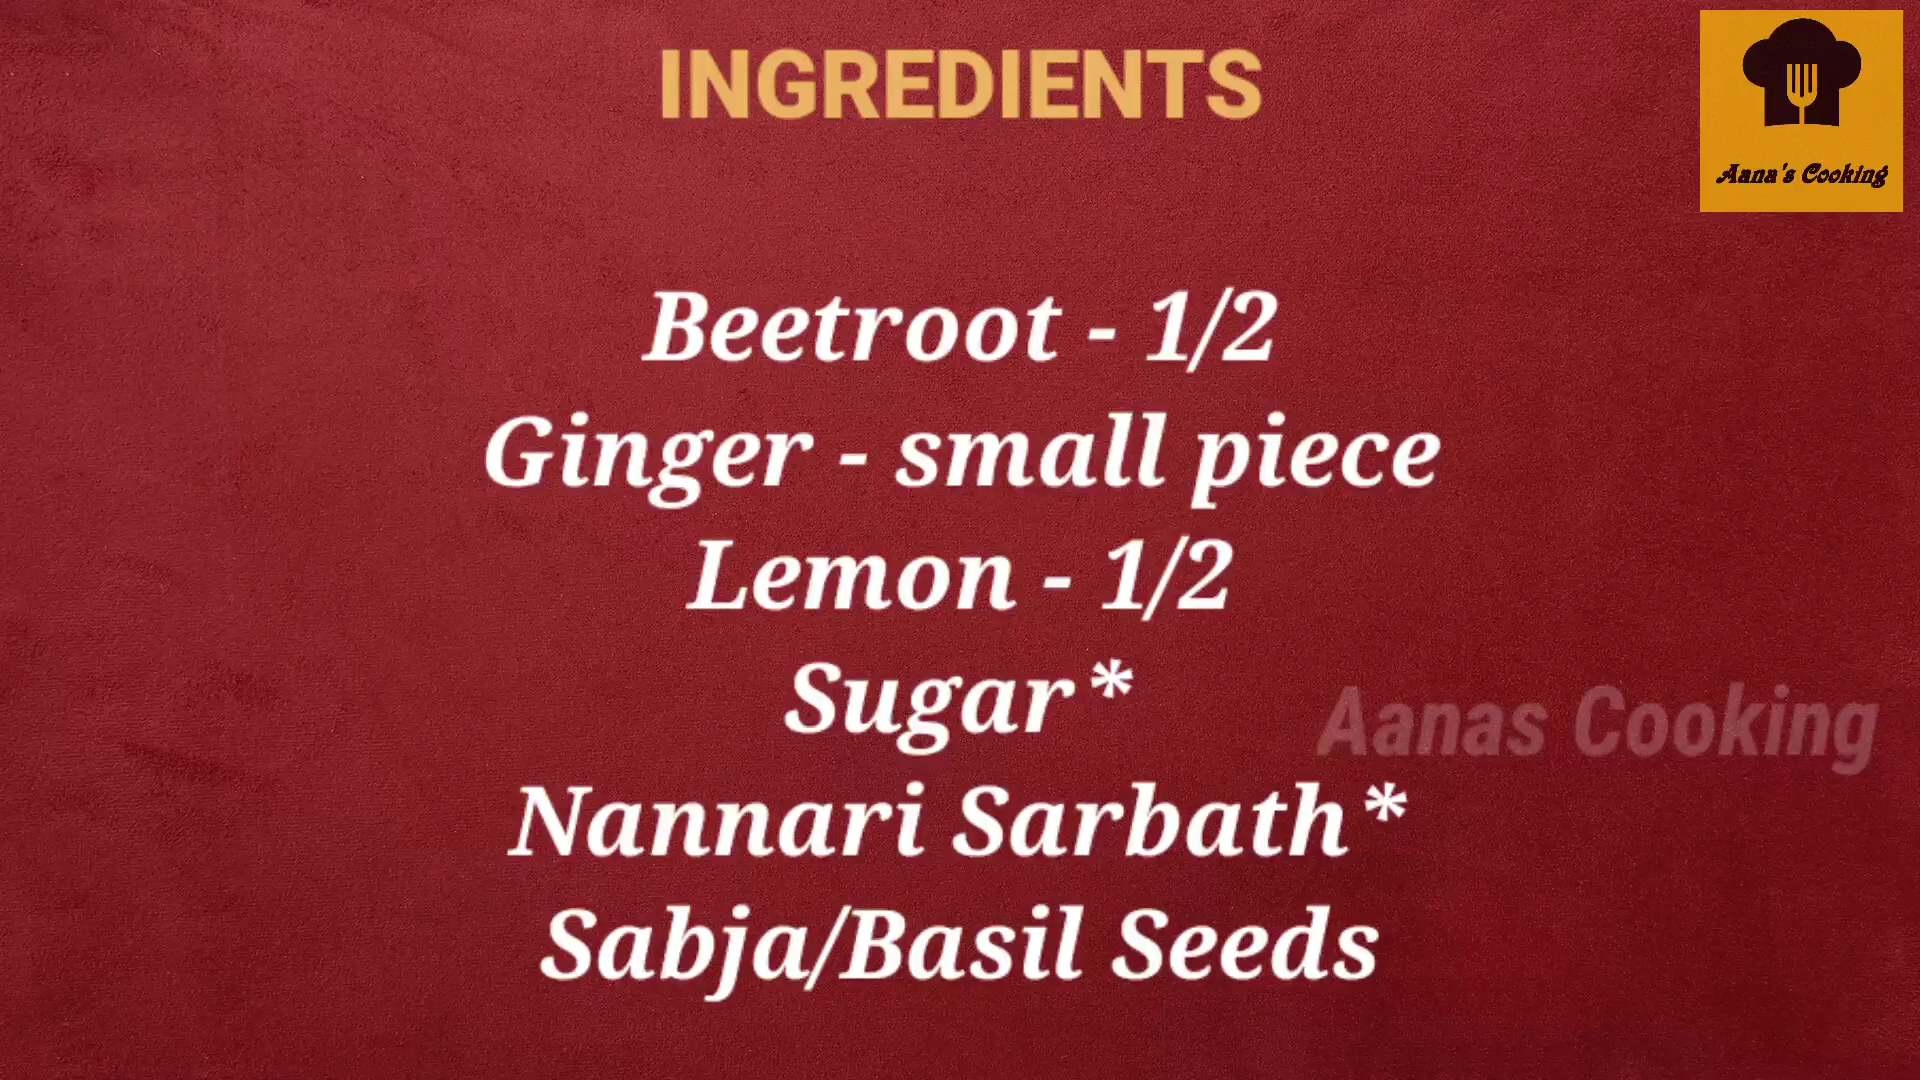 INGREDIENTS
Aana's Cooking
Beetroot - 1/2
Ginger - small piece
Lemon - 1/2
Sugar*
Aanas Cooking
Nannari Sarbath*
Sabja/Basil Seeds